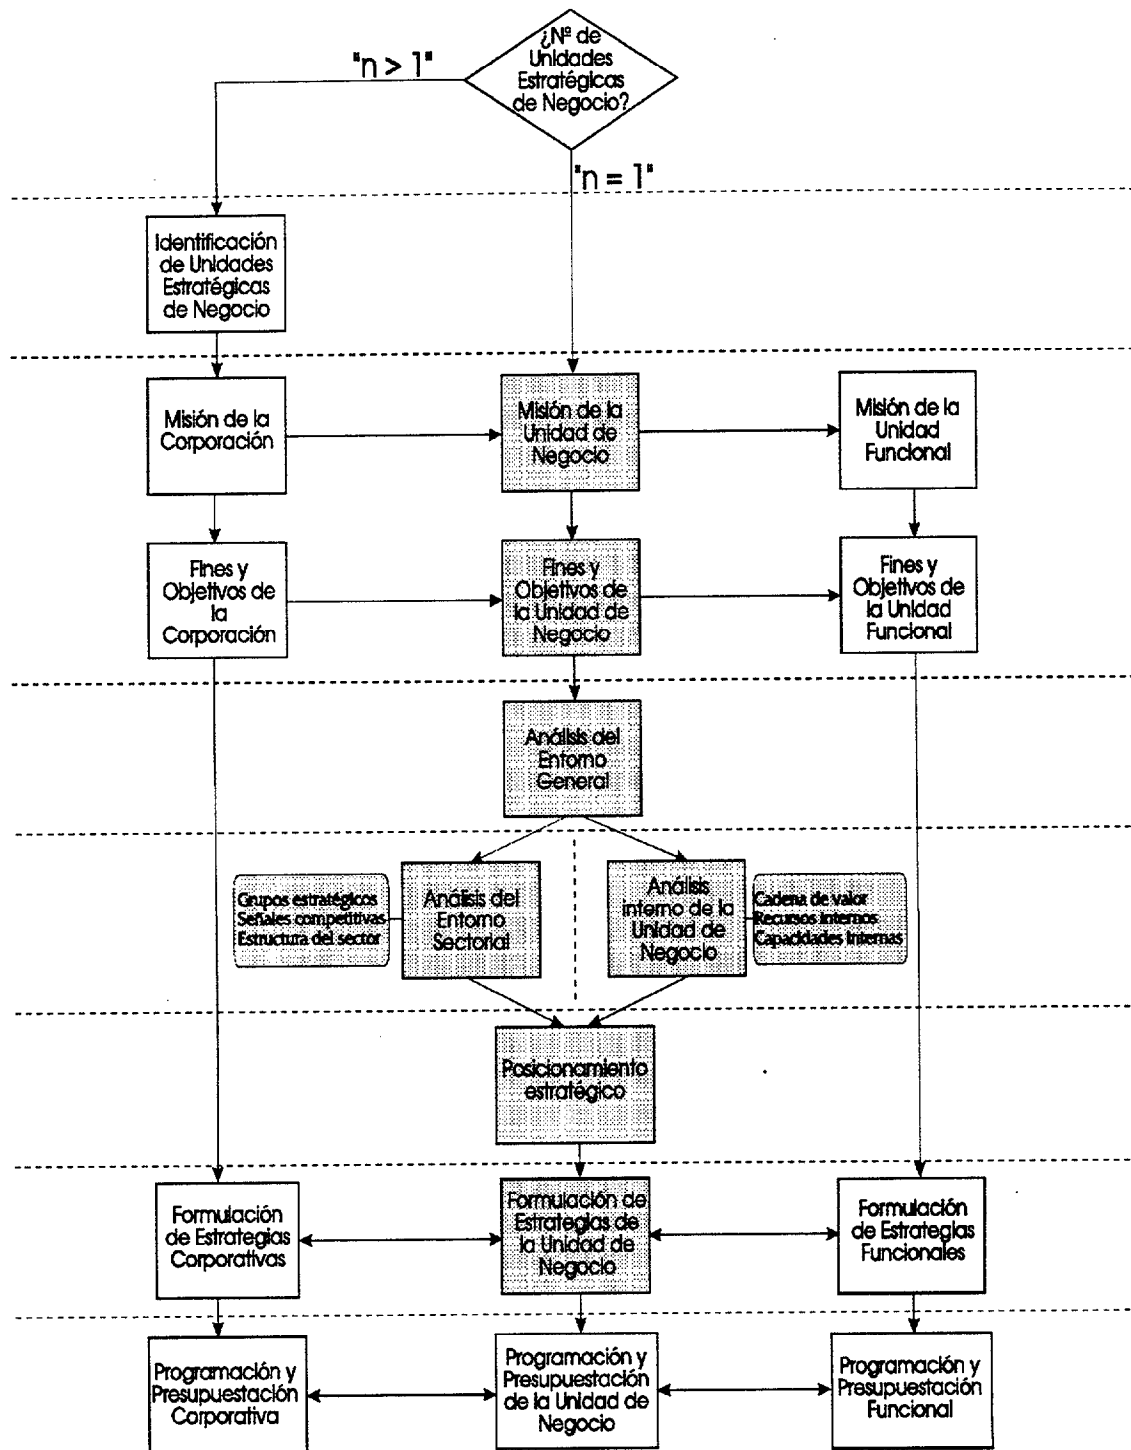 ¿Nº de
Unidades
Estratégicas
de Negocio?
"n > 1"
"n = 1"
Identificación
de Unidades
Estratégicas
de Negocio
Misión de la
Corporación
Misión de la
Unidad de
Negocio
Misión de la
Unidad
Funcional
Fines y
Objetivos de
la
Corporación
Fines y
Objetivos de
la Unidad de
Negocio
Fines y
Objetivos de
la Unidad
Funcional
Análisis del
Entorno
General
Grupos estratégicos
Señales competitivas
Estructura del sector
Análisis del
Entorno
Sectorial
Análisis
interno de la
Unidad de
Negocio
Cadena de valor
Recursos internos
Capacidades internas
Posicionamiento
estratégico
Formulación
de Estrategias
Corporativas
Formulación de
Estrategias de
la Unidad de
Negocio
Formulación
de Estrategias
Funcionales
Programación y
Presupuestación
Corporativa
Programación y
Presupuestación
de la Unidad de
Negocio
Programación y
Presupuestación
Funcional